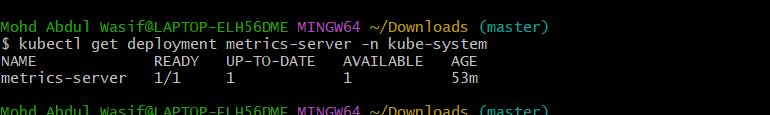 Mohd Abdul Wasif@LAPTOP-ELH56DME MINGW64 ~/Downloads (master)
$ kubectl get deployment metrics-server -n kube-system
NAME             READY   UP-TO-DATE   AVAILABLE   AGE
metrics-server   1/1     1            1           53m
Mohd Abdul Wasif@LAPTOP-ELH56DME MINGW64 ~/Downloads (master)